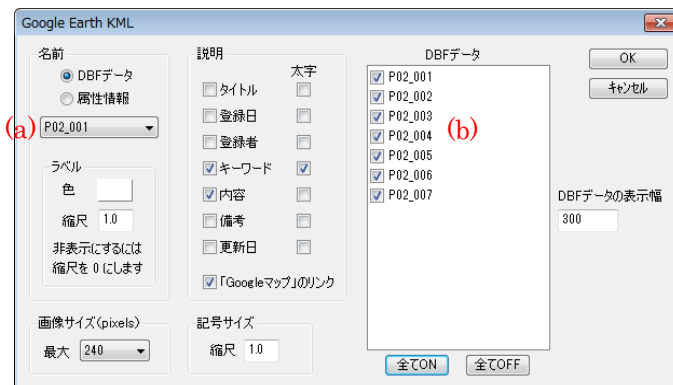 Google Earth KML
名前
DBFデータ
属性情報
(a)
P02_001
ラベル
色
縮尺 1.0
非表示にするには
縮尺を 0 にします
画像サイズ(pixels)
最大 240
説明
太字
タイトル
登録日
登録者
キーワード
内容
備考
更新日
「Googleマップ」のリンク
記号サイズ
縮尺 1.0
DBFデータ
P02_001
P02_002
P02_003
P02_004
P02_005
P02_006
P02_007
(b)
全てON
全てOFF
OK
キャンセル
DBFデータの表示幅
300